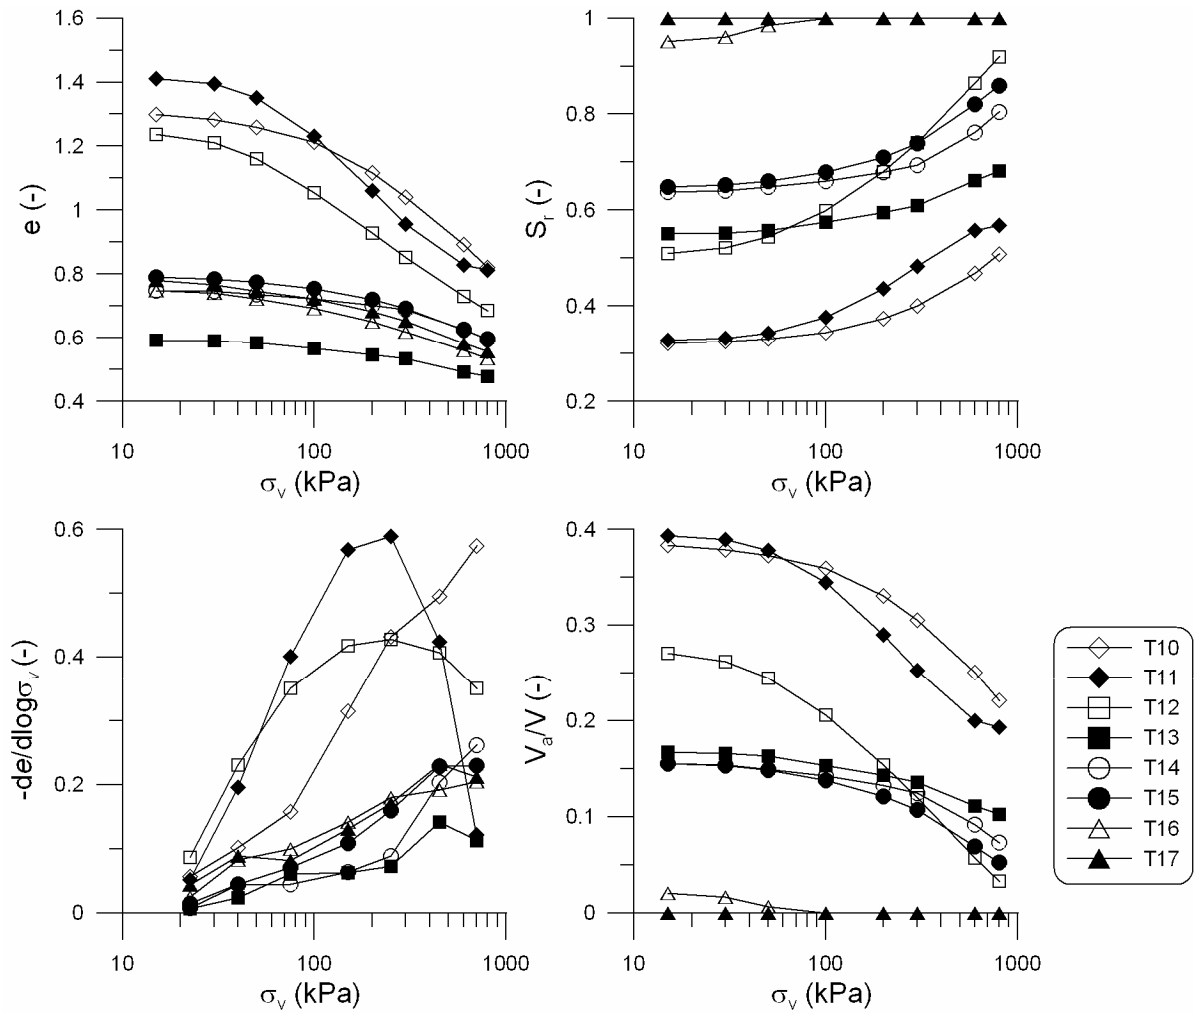 1.6
1.4
1.2
1
0.8
0.6
0.4
e (-)
10
100
1000
σv (kPa)
1
0.8
0.6
0.4
0.2
Sr (-)
10
100
1000
σv (kPa)
0.6
0.4
0.2
0
-de/dlogσv (-)
10
100
1000
σv (kPa)
0.4
0.3
0.2
0.1
0
Va/V (-)
10
100
1000
σv (kPa)
T10
T11
T12
T13
T14
T15
T16
T17